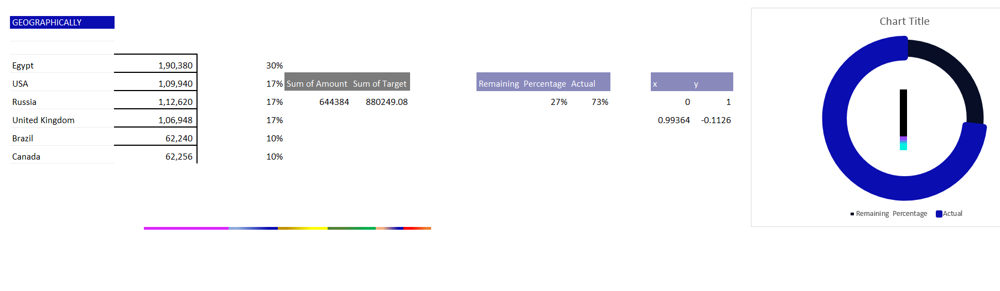 GEOGRAPHICALLY
Chart Title
Egypt 1,90,380 30%
USA 1,09,940 17% Sum of Amount Sum of Target Remaining Percentage Actual x y
Russia 1,12,620 17% 644384 880249.08 27% 73% 0 1
United Kingdom 1,06,948 17% 0.99364 -0.1126
Brazil 62,240 10%
Canada 62,256 10%
Remaining Percentage Actual